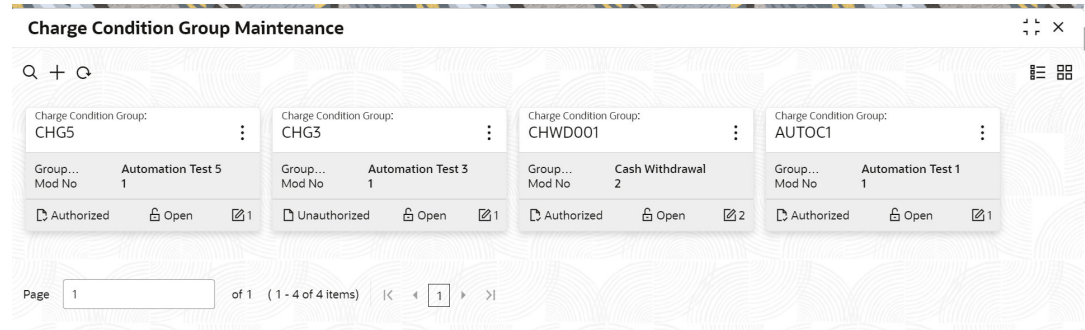 Charge Condition Group Maintenance
Charge Condition Group:
CHG5
Group... Automation Test 5
Mod No 1
Authorized Open 1
Charge Condition Group:
CHG3
Group... Automation Test 3
Mod No 1
Unauthorized Open 1
Charge Condition Group:
CHWD001
Group... Cash Withdrawal
Mod No 2
Authorized Open 2
Charge Condition Group:
AUTOC1
Group... Automation Test 1
Mod No 1
Authorized Open 1
Page 1 of 1 ( 1 - 4 of 4 items) 1